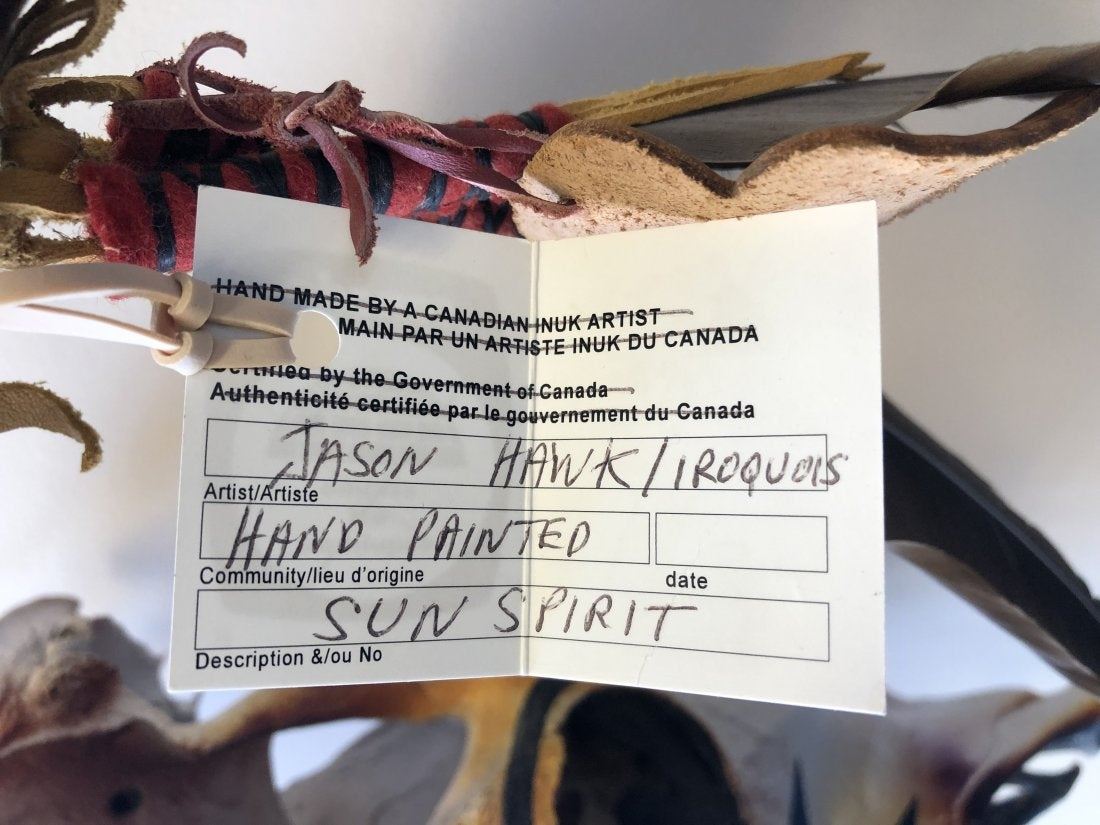 HAND MADE BY A CANADIAN INUK ARTIST
MAIN PAR UN ARTISTE INUK DU CANADA
Certified by the Government of Canada
Authenticité certifiée par le gouvernement du Canada
JASON HAWK/IROQUOIS
Artist/Artiste
HAND PAINTED
Community/lieu d'origine
date
SUN SPIRIT
Description &/ou No